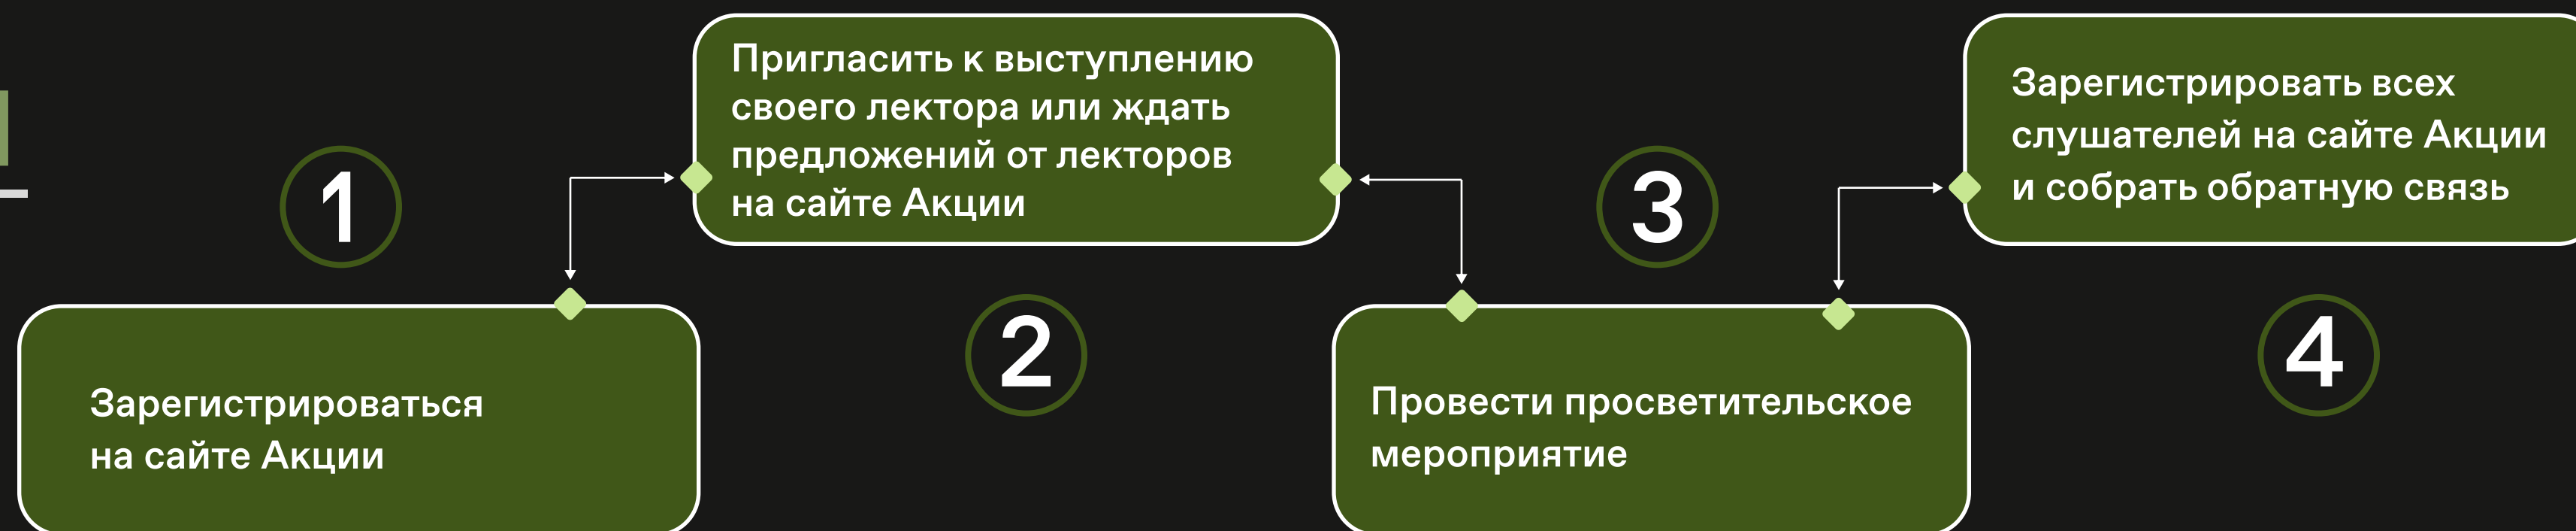 1
Зарегистрироваться
на сайте Акции
Пригласить к выступлению
своего лектора или ждать
предложений от лекторов
на сайте Акции
2
3
Провести просветительское
мероприятие
Зарегистрировать всех
слушателей на сайте Акции
и собрать обратную связь
4